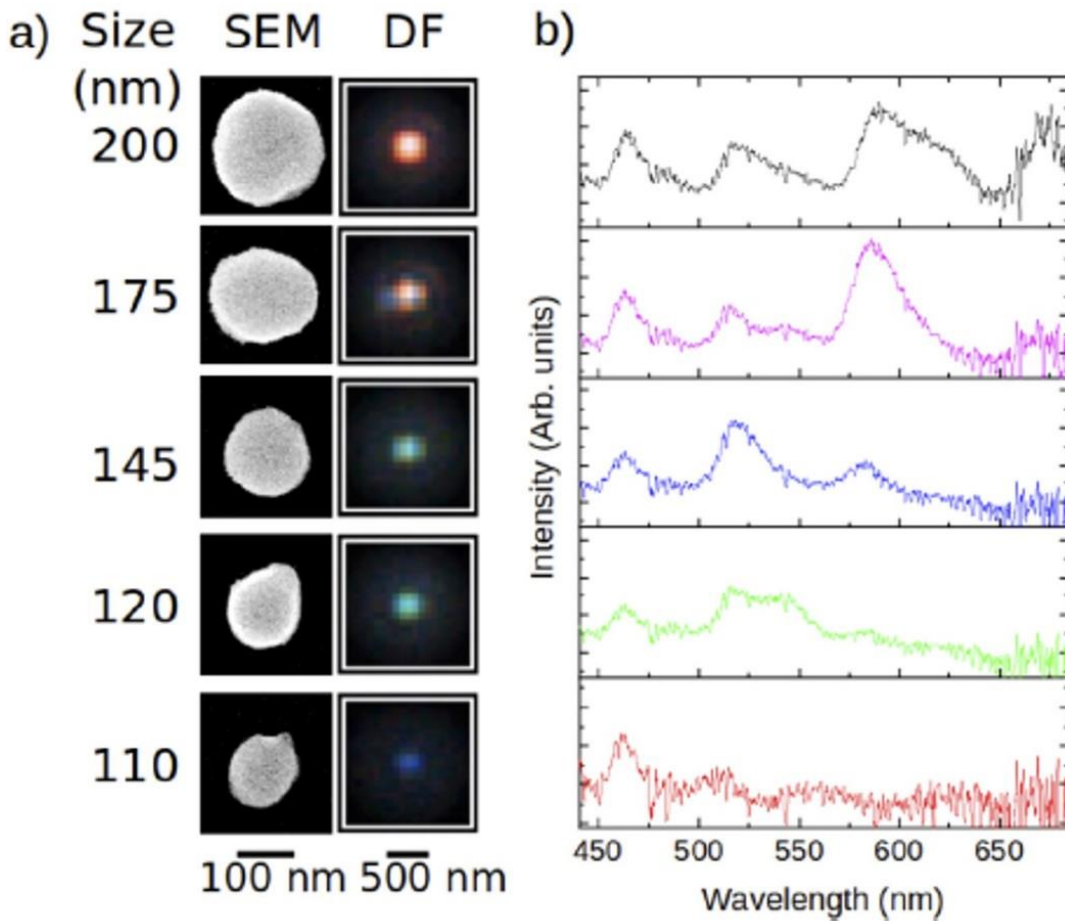 a) Size SEM DF
(nm)
200
175
145
120
110
100 nm 500 nm
b)
Intensity (Arb. units)
450 500 550 600 650
Wavelength (nm)